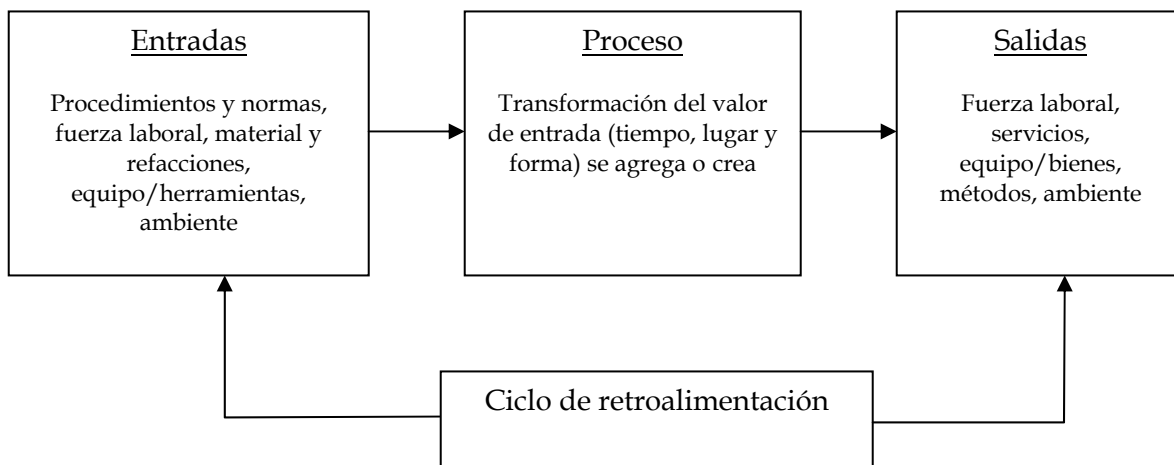 Entradas
Procedimientos y normas,
fuerza laboral, material y
refacciones,
equipo/herramientas,
ambiente
Proceso
Transformación del valor
de entrada (tiempo, lugar y
forma) se agrega o crea
Salidas
Fuerza laboral,
servicios,
equipo/bienes,
métodos, ambiente
Ciclo de retroalimentación